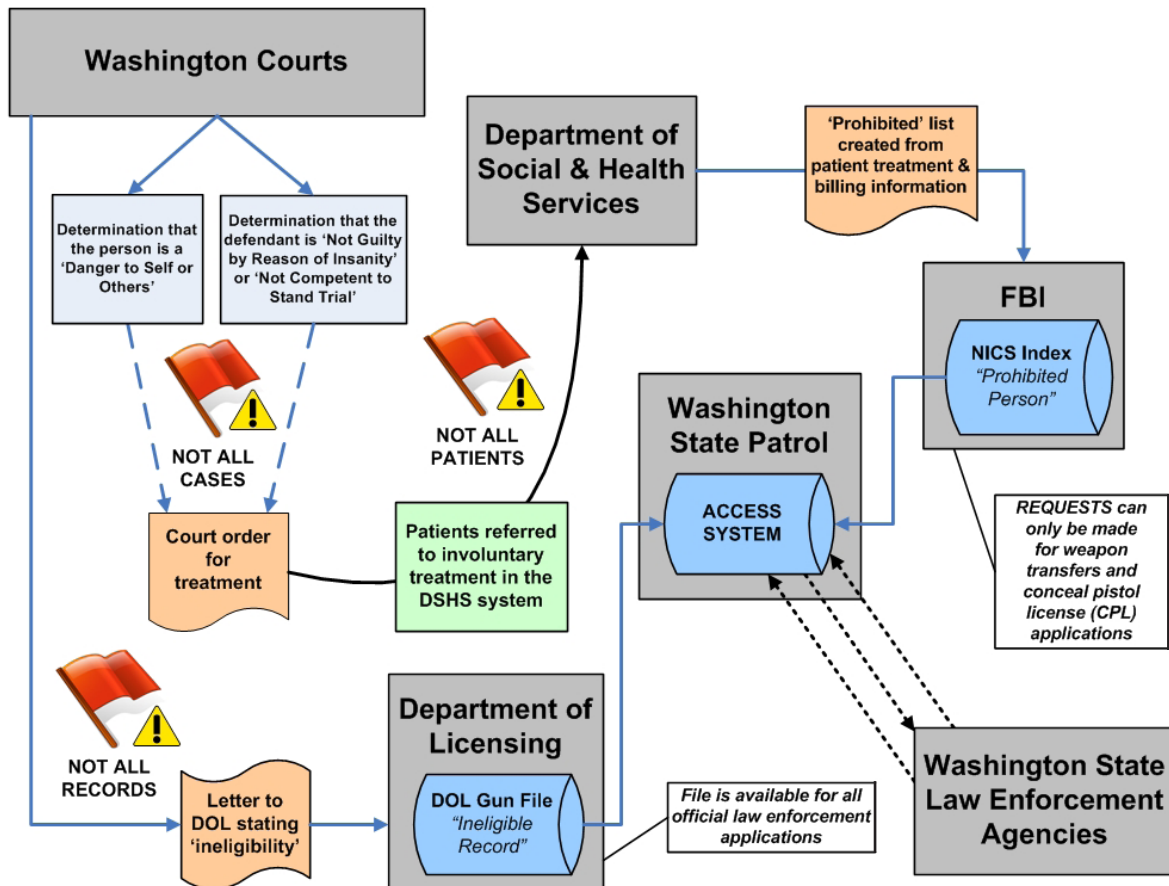 Washington Courts
Department of
Social & Health
Services
‘Prohibited’ list
created from
patient treatment &
billing information
Determination that
the person is a
‘Danger to Self or
Others’
Determination that the
defendant is ‘Not Guilty
by Reason of Insanity’
or ‘Not Competent to
Stand Trial’
FBI
NICS Index
“Prohibited
Person”
NOT ALL
CASES
NOT ALL
PATIENTS
Washington
State Patrol
ACCESS
SYSTEM
Court order
for
treatment
Patients referred
to involuntary
treatment in the
DSHS system
REQUESTS can
only be made
for weapon
transfers and
conceal pistol
license (CPL)
applications
NOT ALL
RECORDS
Letter to
DOL stating
‘ineligibility’
Department of
Licensing
DOL Gun File
“Ineligible
Record”
File is available for all
official law enforcement
applications
Washington State
Law Enforcement
Agencies